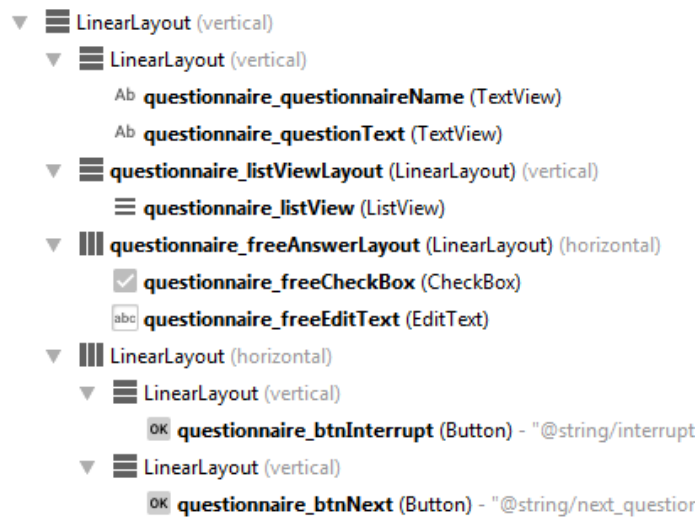 LinearLayout (vertical)
LinearLayout (vertical)
Ab questionnaire_questionnaireName (TextView)
Ab questionnaire_questionText (TextView)
questionnaire_listViewLayout (LinearLayout) (vertical)
questionnaire_listView (ListView)
questionnaire_freeAnswerLayout (LinearLayout) (horizontal)
questionnaire_freeCheckBox (CheckBox)
abc questionnaire_freeEditText (EditText)
LinearLayout (horizontal)
LinearLayout (vertical)
OK questionnaire_btnInterrupt (Button) - "@string/interrupt
LinearLayout (vertical)
OK questionnaire_btnNext (Button) - "@string/next_question